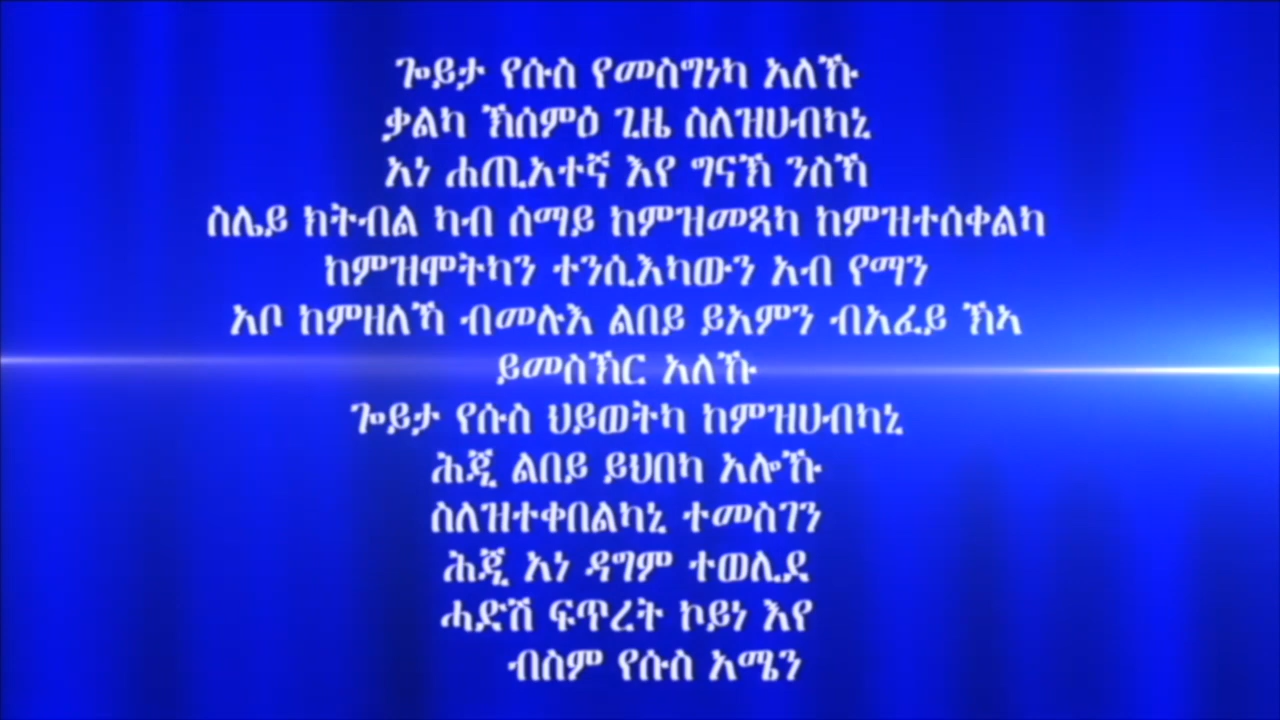 ጐይታ የሱስ የመስግነካ አለኹ
ቃልካ ኽሰምዕ ጊዜ ስለዝሀብካኒ
አነ ሐጢአተኛ እየ ግናኽ ንስኻ
ስሌይ ክትብል ካብ ሰማይ ከምዝመጻካ ከምዝተሰቀልካ
ከምዝሞትካን ተንሲእካውን አብ የማን
አቦ ከምዘለኻ ብመሉእ ልበይ ይአምን ብአፈይ ኽኣ
ይመስኽር አለኹ
ጐይታ የሱስ ህይወትካ ከምዝሀብካኒ
ሕጂ ልበይ ይህበካ አሎኹ
ስለዝተቀበልካኒ ተመስገን
ሕጂ አነ ዳግም ተወሊደ
ሓድሽ ፍጥረት ኮይነ እየ
ብስም የሱስ አሜን